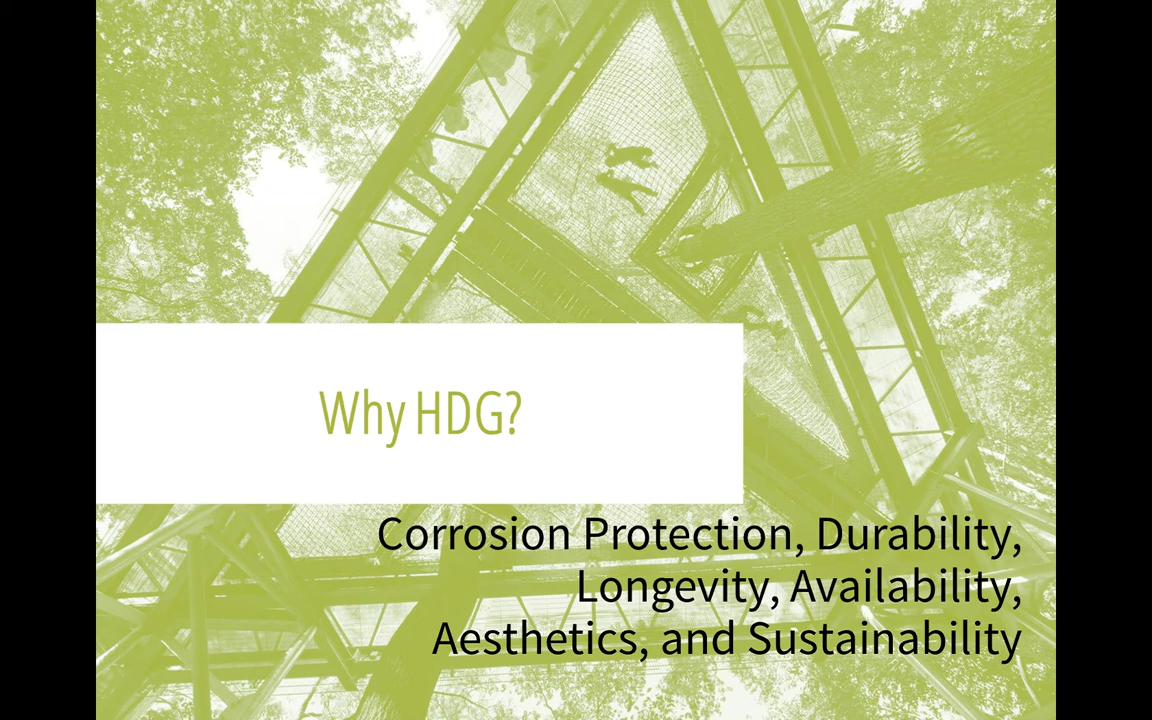 Why HDG?
Corrosion Protection, Durability,
Longevity, Availability,
Aesthetics, and Sustainability